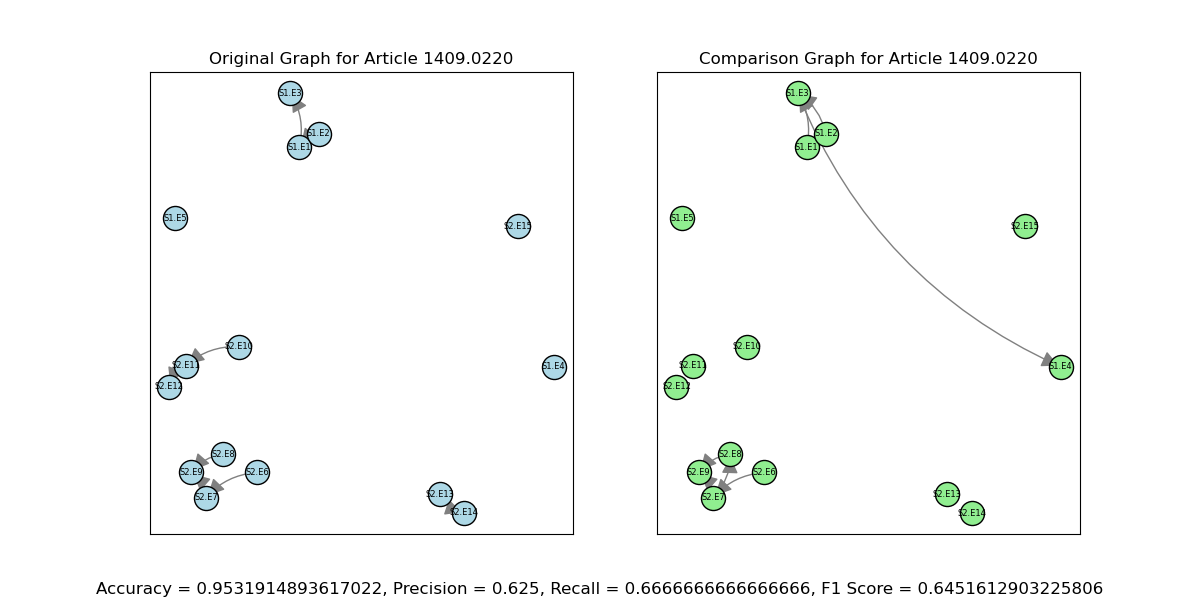 Original Graph for Article 1409.0220
S1.E3
S1.E2
S1.E1
S1.E5
S2.E15
S2.E10
S2.E11
S1.E4
S2.E12
S2.E8
S2.E9
S2.E6
S2.E7
S2.E13
S2.E14
Comparison Graph for Article 1409.0220
S1.E3
S1.E2
S1.E1
S1.E5
S2.E15
S2.E10
S2.E11
S1.E4
S2.E12
S2.E8
S2.E9
S2.E6
S2.E7
S2.E13
S2.E14
Accuracy = 0.9531914893617022, Precision = 0.625, Recall = 0.6666666666666666, F1 Score = 0.6451612903225806